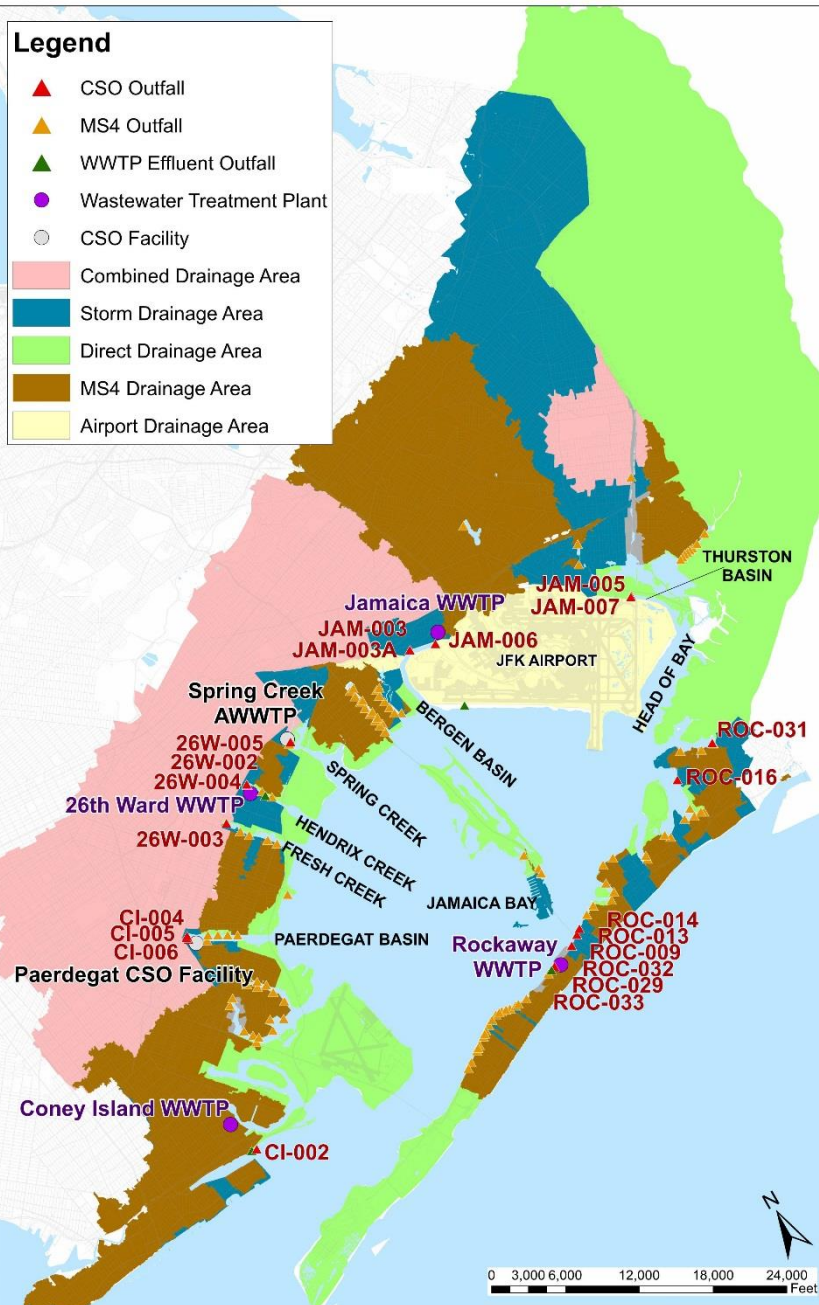 Legend
CSO Outfall
MS4 Outfall
WWTP Effluent Outfall
Wastewater Treatment Plant
CSO Facility
Combined Drainage Area
Storm Drainage Area
Direct Drainage Area
MS4 Drainage Area
Airport Drainage Area
THURSTON
BASIN
JAM-005
JAM-007
Jamaica WWTP
JAM-003
JAM-006
JAM-003A
JFK AIRPORT
HEAD OF BAY
Spring Creek
AWWTP
BERGEN BASIN
ROC-031
26W-005
26W-002
26W-004
ROC-016
SPRING CREEK
26th Ward WWTP
26W-003
HENDRIX CREEK
FRESH CREEK
JAMAICA BAY
CI-004
CI-005
CI-006
PAERDEGAT BASIN
ROC-014
ROC-013
ROC-009
ROC-032
ROC-029
ROC-033
Rockaway
WWTP
Paerdegat CSO Facility
Coney Island WWTP
CI-002
N
0 3,000 6,000 12,000 18,000 24,000
Feet